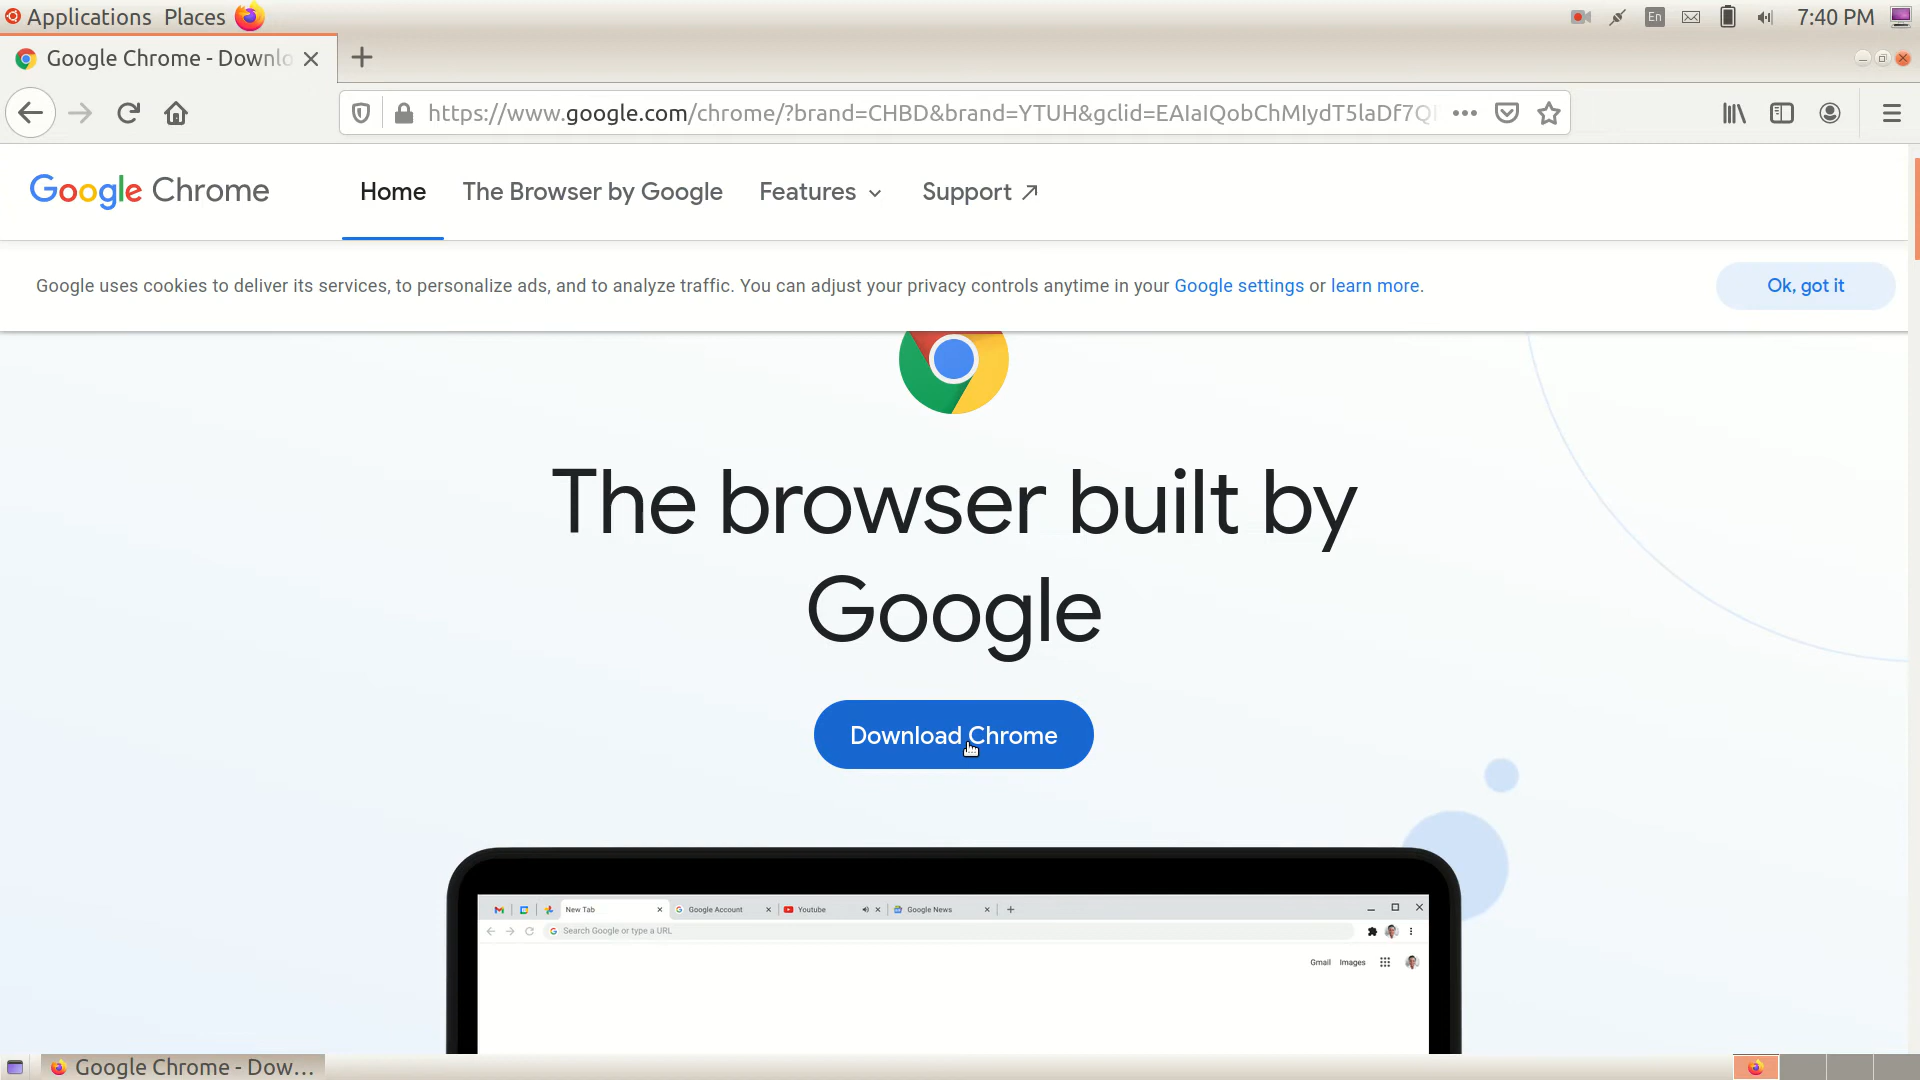 Applications Places
En
7:40 PM
Google Chrome - Downlo
https://www.google.com/chrome/?brand=CHBD&brand=YTUH&gclid=EAIaIQobChMIydT5laDf7QI
Google Chrome
Home
The Browser by Google
Features
Support
Google uses cookies to deliver its services, to personalize ads, and to analyze traffic. You can adjust your privacy controls anytime in your Google settings or learn more.
Ok, got it
The browser built by
Google
Download Chrome
New Tab
Google Account
Youtube
Google News
Search Google or type a URL
Gmail Images
Google Chrome - Dow...